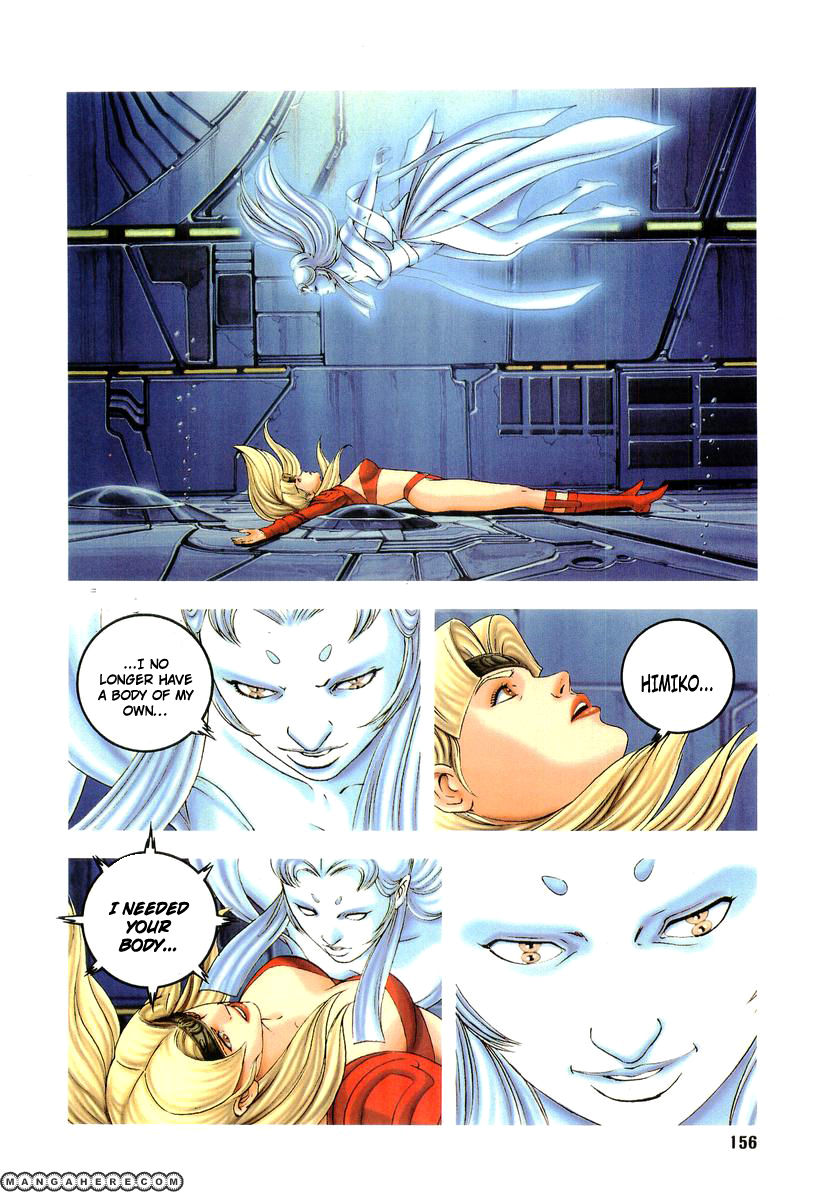 HIMIKO...
...I NO
LONGER HAVE
A BODY OF MY
OWN...
I NEEDED
YOUR
BODY...
156
MANGAHERE.COM